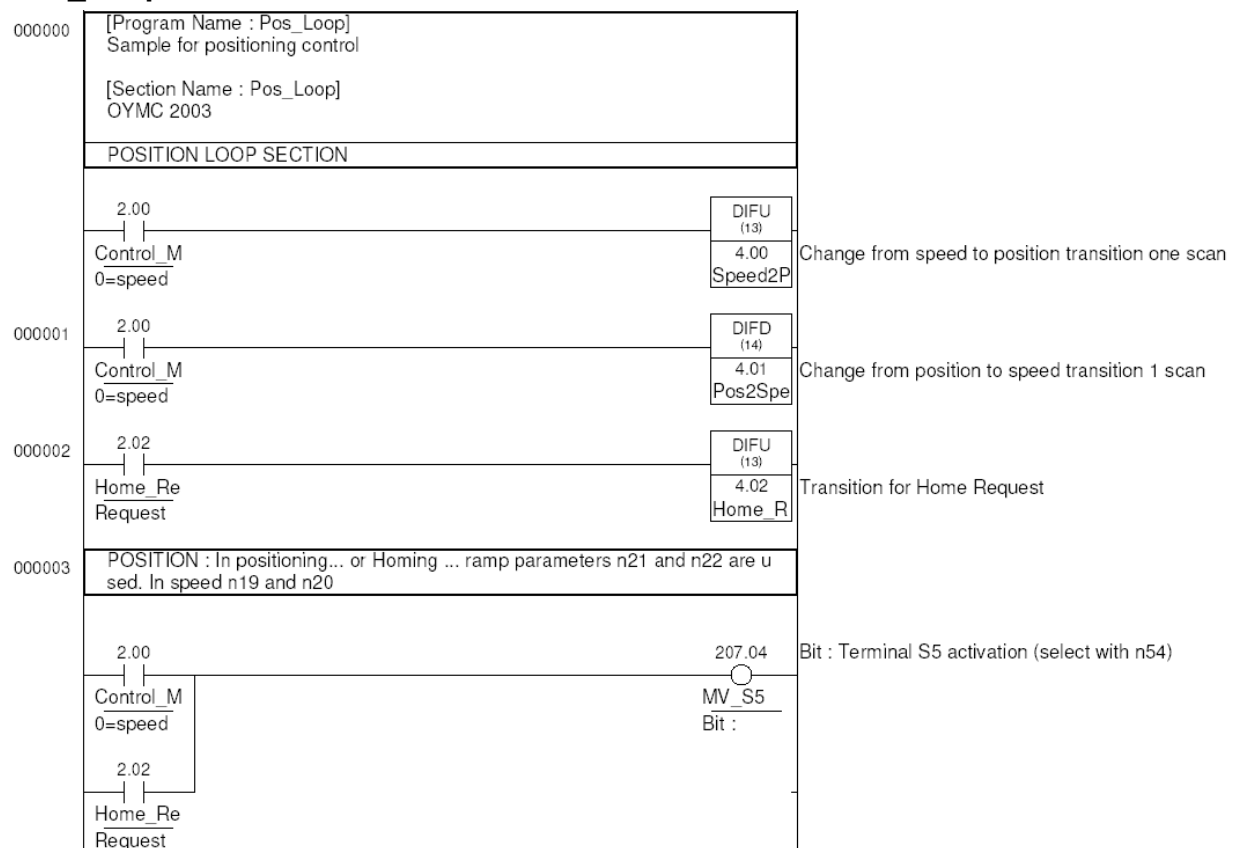 000000
[Program Name : Pos_Loop]
Sample for positioning control
[Section Name : Pos_Loop]
OYMC 2003
POSITION LOOP SECTION
2.00
Control_M
0=speed
DIFU
(13)
4.00
Speed2P
Change from speed to position transition one scan
000001
2.00
Control_M
0=speed
DIFD
(14)
4.01
Pos2Spe
Change from position to speed transition 1 scan
000002
2.02
Home_Re
Request
DIFU
(13)
4.02
Home_R
Transition for Home Request
000003
POSITION : In positioning... or Homing ... ramp parameters n21 and n22 are u
sed. In speed n19 and n20
2.00
Control_M
0=speed
207.04
MV_S5
Bit :
Bit : Terminal S5 activation (select with n54)
2.02
Home_Re
Request